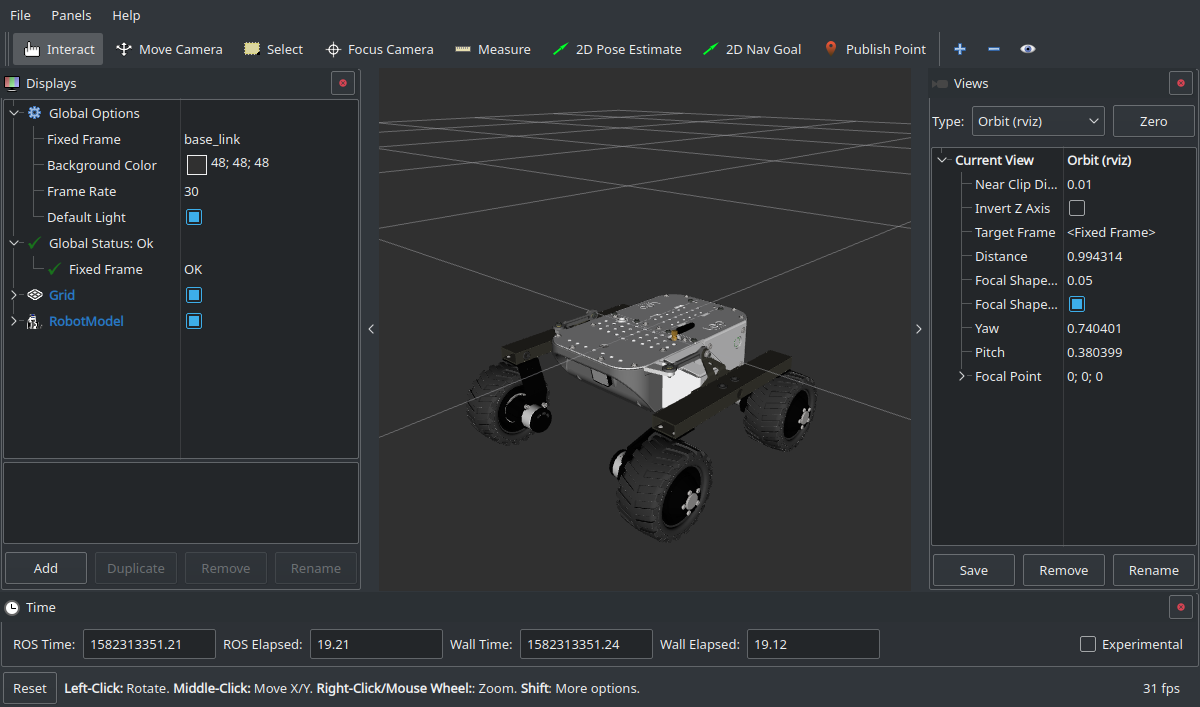 File Panels Help
Interact Move Camera Select Focus Camera Measure 2D Pose Estimate 2D Nav Goal Publish Point
Displays
Global Options
Fixed Frame base_link
Background Color 48; 48; 48
Frame Rate 30
Default Light
Global Status: Ok
Fixed Frame OK
Grid
RobotModel
Add Duplicate Remove Rename
Views
Type: Orbit (rviz) Zero
Current View Orbit (rviz)
Near Clip Di... 0.01
Invert Z Axis
Target Frame <Fixed Frame>
Distance 0.994314
Focal Shape... 0.05
Focal Shape...
Yaw 0.740401
Pitch 0.380399
Focal Point 0; 0; 0
Save Remove Rename
Time
ROS Time: 1582313351.21 ROS Elapsed: 19.21 Wall Time: 1582313351.24 Wall Elapsed: 19.12 Experimental
Reset Left-Click: Rotate. Middle-Click: Move X/Y. Right-Click/Mouse Wheel:: Zoom. Shift: More options. 31 fps